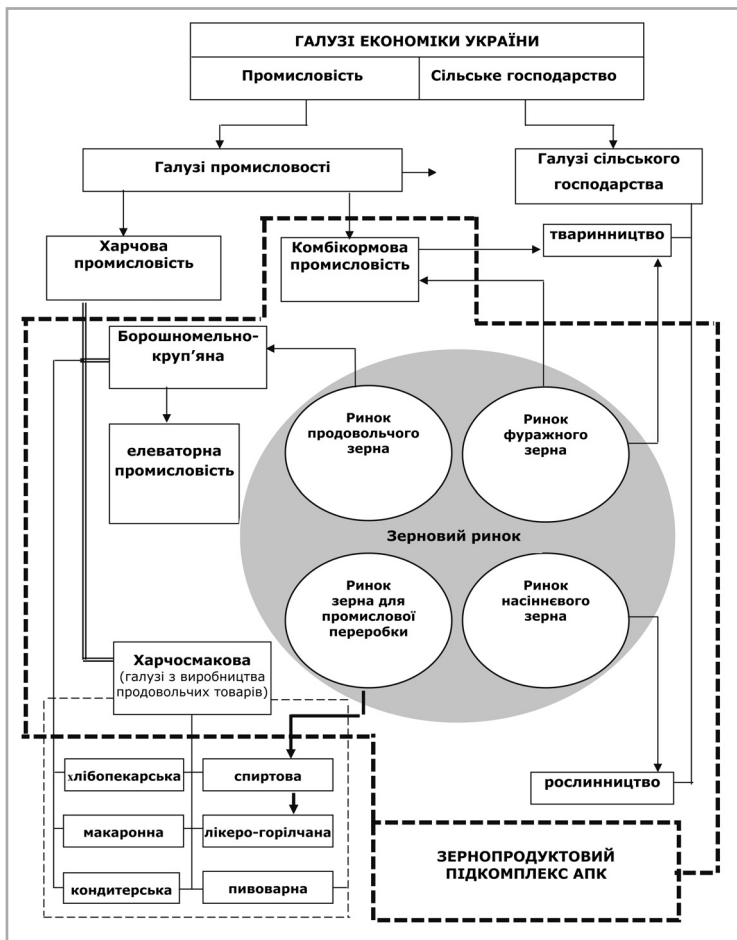 ГАЛУЗІ ЕКОНОМІКИ УКРАЇНИ
Промисловість
Сільське господарство
Галузі промисловості
Галузі сільського
господарства
Харчова
промисловість
Комбікормова
промисловість
тваринництво
Борошномельно-
круп’яна
елеваторна
промисловість
Ринок
продовольчого
зерна
Ринок
фуражного
зерна
Зерновий ринок
Ринок
зерна для
промислової
переробки
Ринок
насіннєвого
зерна
Харчосмакова
(галузі з виробництва
продовольчих товарів)
хлібопекарська
спиртова
рослинництво
макаронна
лікеро-горілчана
кондитерська
пивоварна
ЗЕРНОПРОДУКТОВИЙ
ПІДКОМПЛЕКС АПК